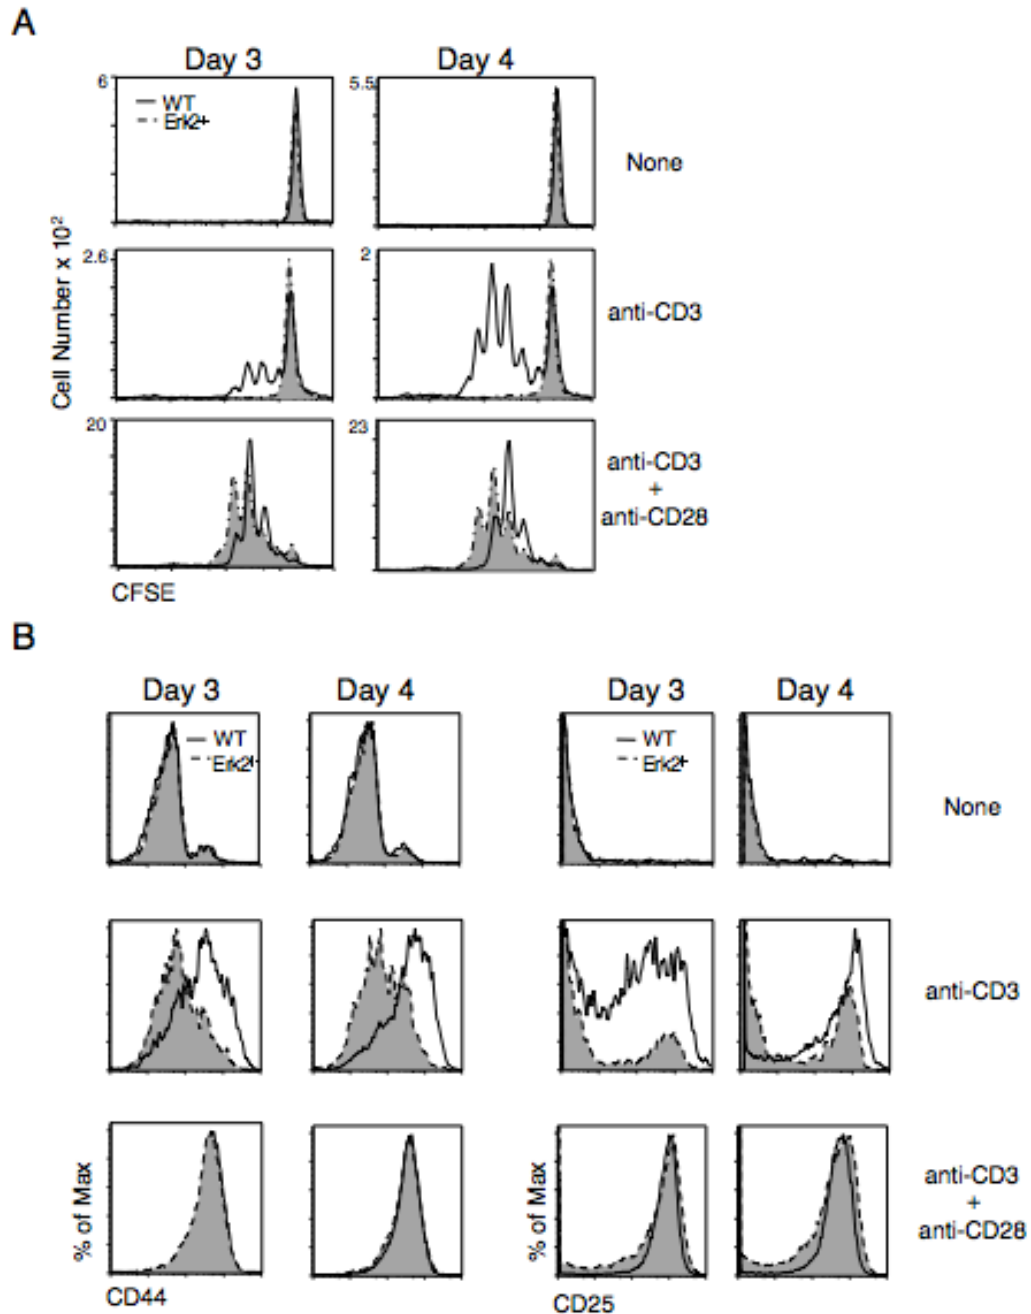 A
Day 3 Day 4
6
5.5
WT
Erk2
None
2.6
2
anti-CD3
Cell Number x 10²
20
23
anti-CD3
+
anti-CD28
CFSE
B
Day 3 Day 4 Day 3 Day 4
WT
Erk2
WT
Erk2
None
anti-CD3
% of Max
% of Max
anti-CD3
+
anti-CD28
CD44
CD25